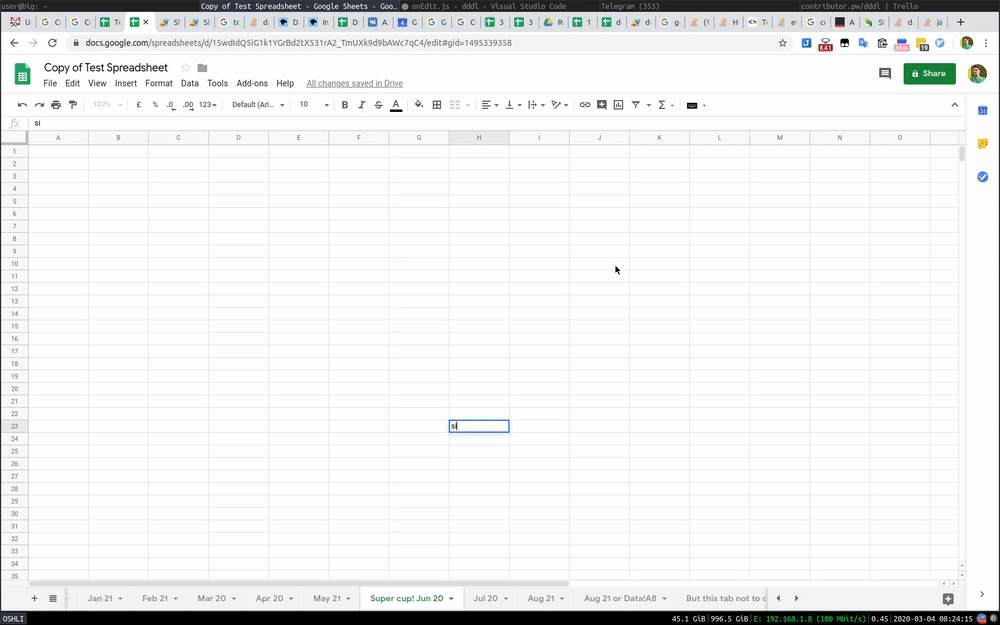 user@big: ~
Copy of Test Spreadsheet - Google Sheets - Goo...
onEdit.js - dddl - Visual Studio Code
Telegram (353)
contributor.pw/dddl | Trello
docs.google.com/spreadsheets/d/15wdIdQSiG1k1YGrBd2tX531rA2_TmUXk9d9bAWc7qC4/edit#gid=1495339358
Copy of Test Spreadsheet
Share
File Edit View Insert Format Data Tools Add-ons Help All changes saved in Drive
100% £ % .0 .00 123 Default (Ari... 10 B I S A
fx si
A B C D E F G H I J K L M N O
1
2
3
4
5
6
7
8
9
10
11
12
13
14
15
16
17
18
19
20
21
22
23 si
24
25
26
27
28
29
30
31
32
33
34
35
Jan 21 Feb 21 Mar 20 Apr 20 May 21 Super cup! Jun 20 Jul 20 Aug 21 Aug 21 or Data!A8 But this tab not to
OSHLI
45.1 GiB| 996.5 GiB| E: 192.168.1.8 (100 Mbit/s)| 0.45| 2020-03-04 08:24:15